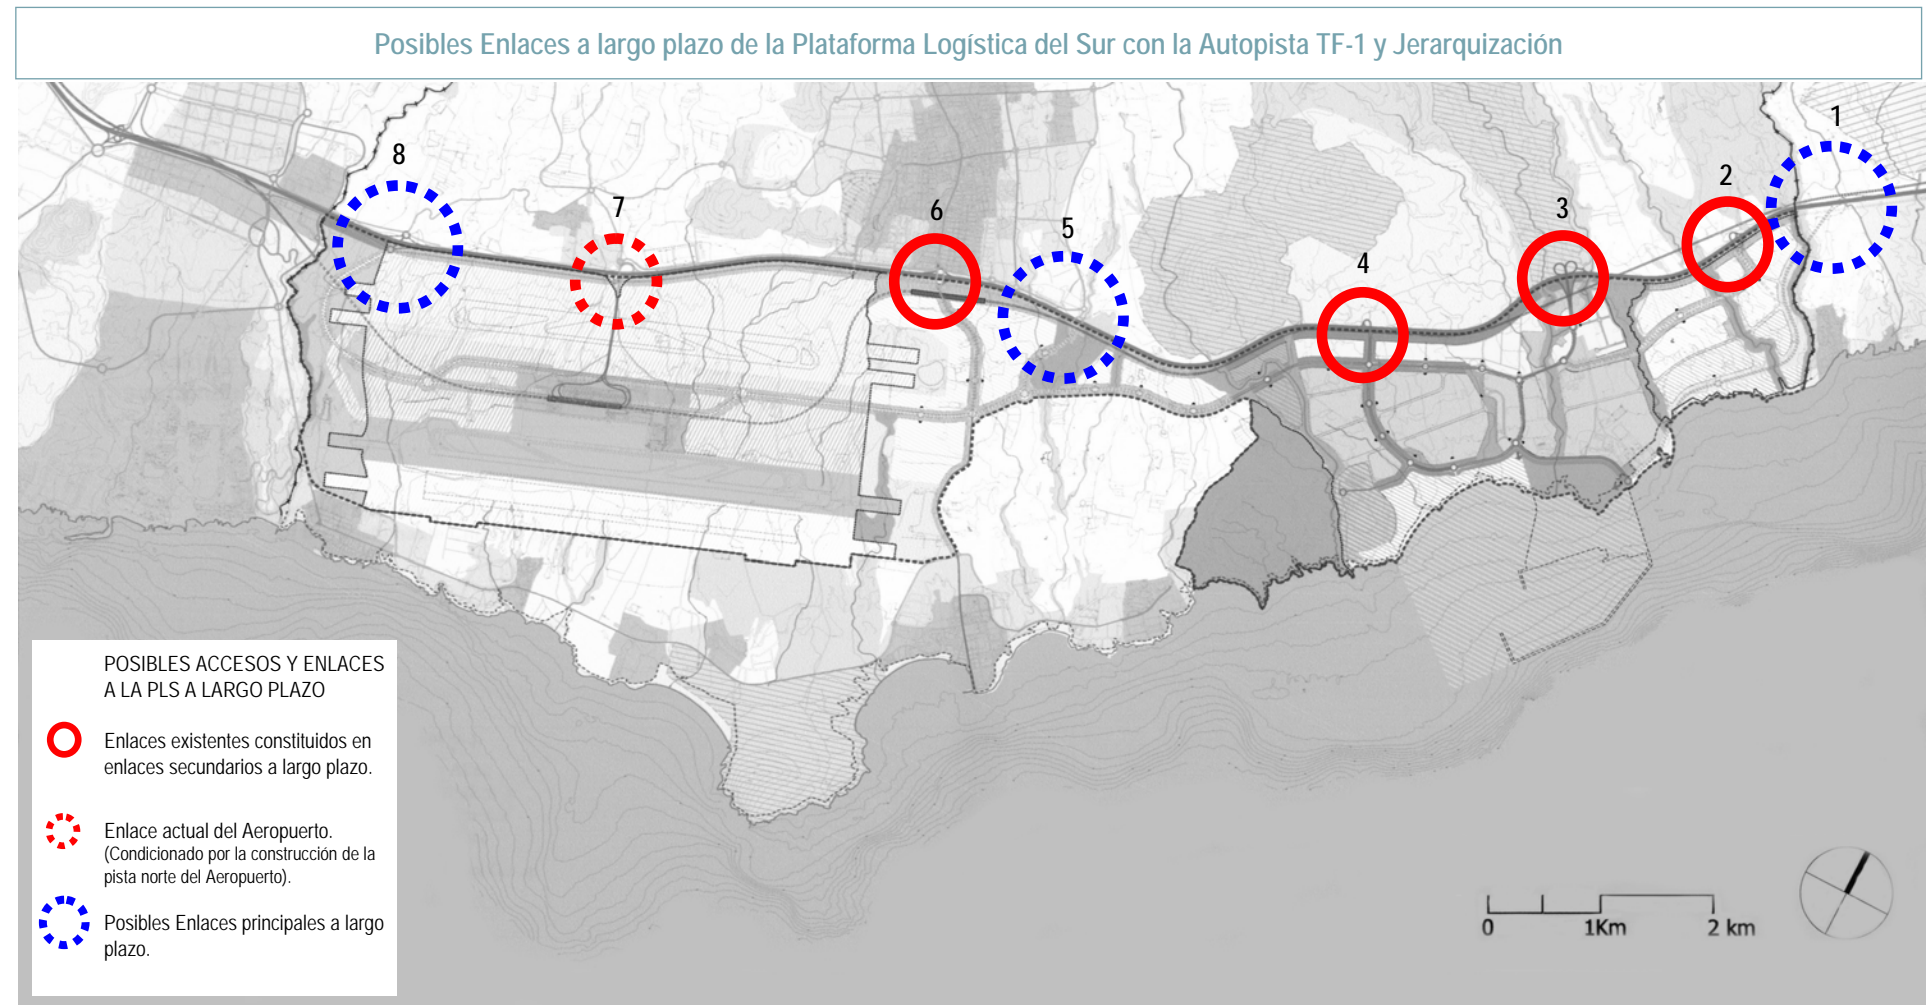 Posibles Enlaces a largo plazo de la Plataforma Logística del Sur con la Autopista TF-1 y Jerarquización
1
2
3
4
5
6
7
8
POSIBLES ACCESOS Y ENLACES
A LA PLS A LARGO PLAZO
Enlaces existentes constituidos en
enlaces secundarios a largo plazo.
Enlace actual del Aeropuerto.
(Condicionado por la construcción de la
pista norte del Aeropuerto).
Posibles Enlaces principales a largo
plazo.
0 1Km 2 km